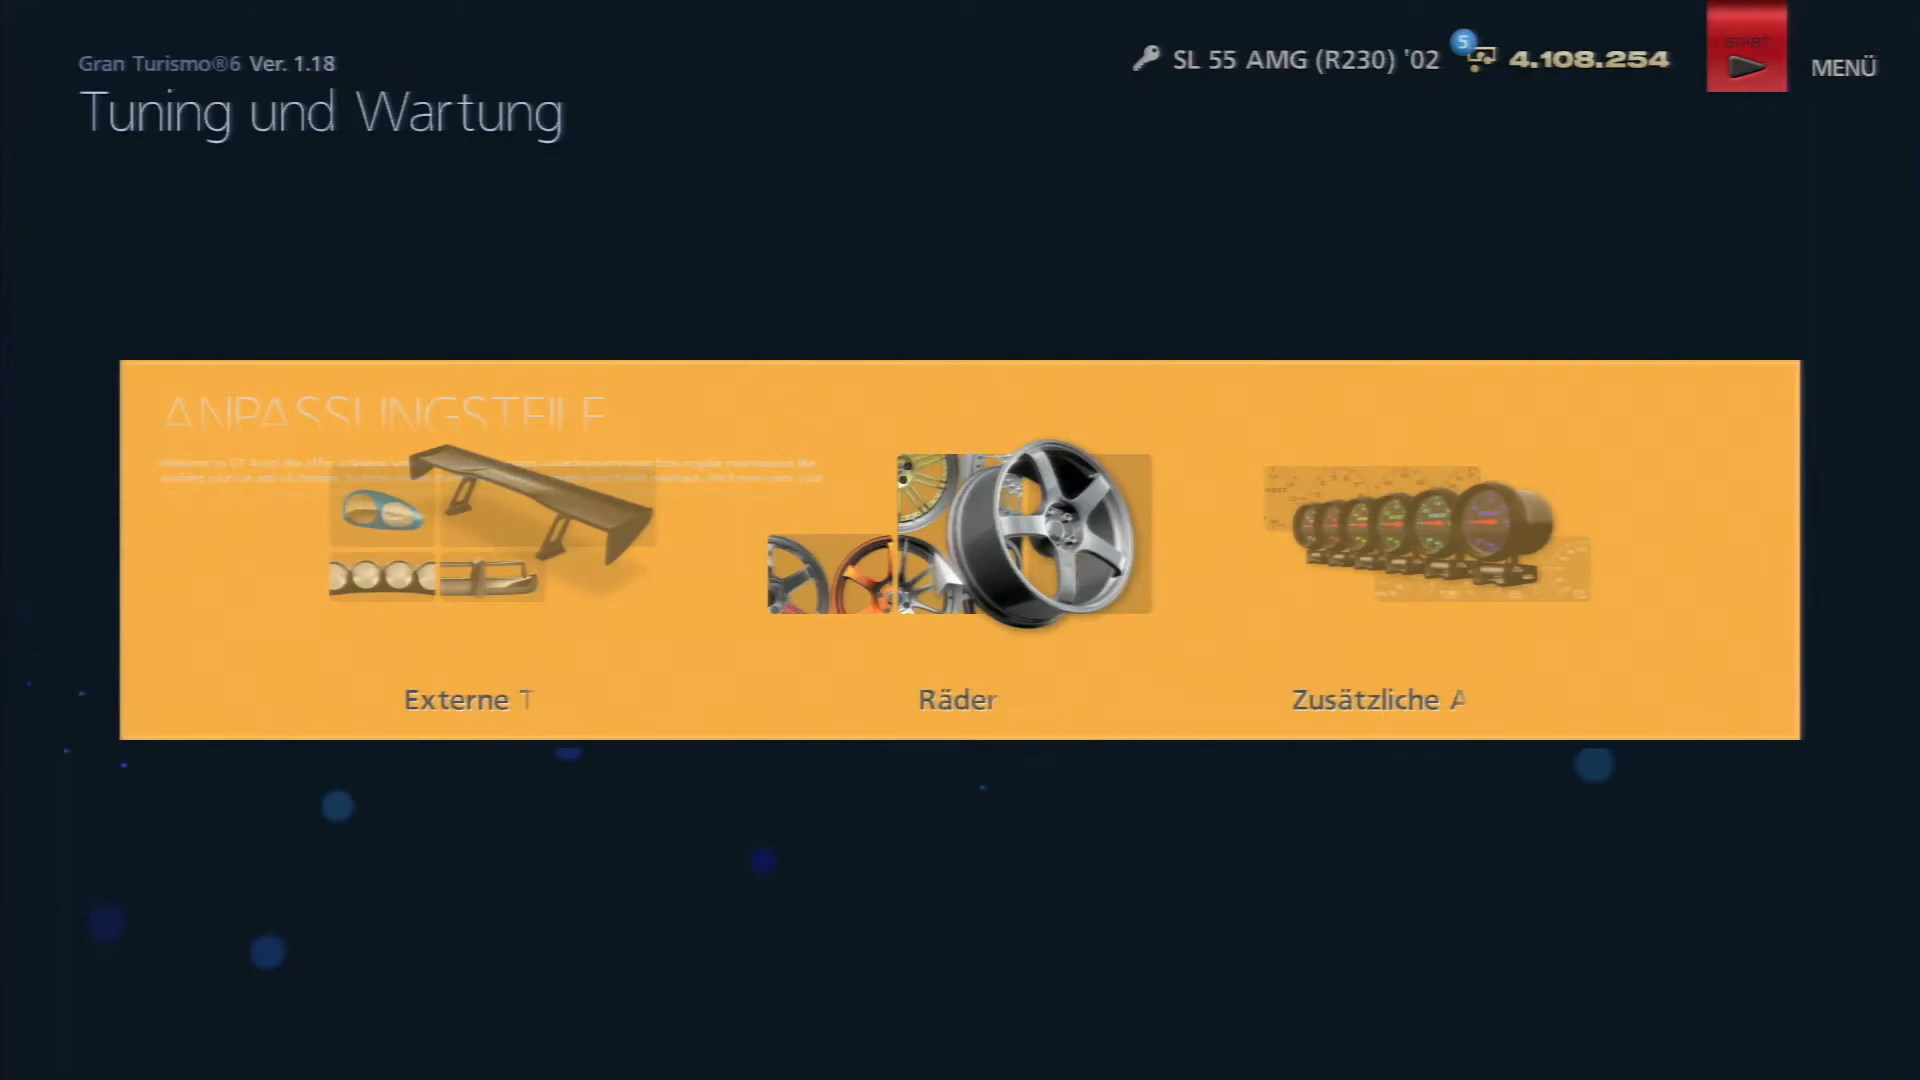 Gran Turismo®6 Ver. 1.18
Tuning und Wartung
SL 55 AMG (R230) '02
5
4.108.254
START
MENÜ
ANPASSUNGSTEILE
Externe T
Räder
Zusätzliche A